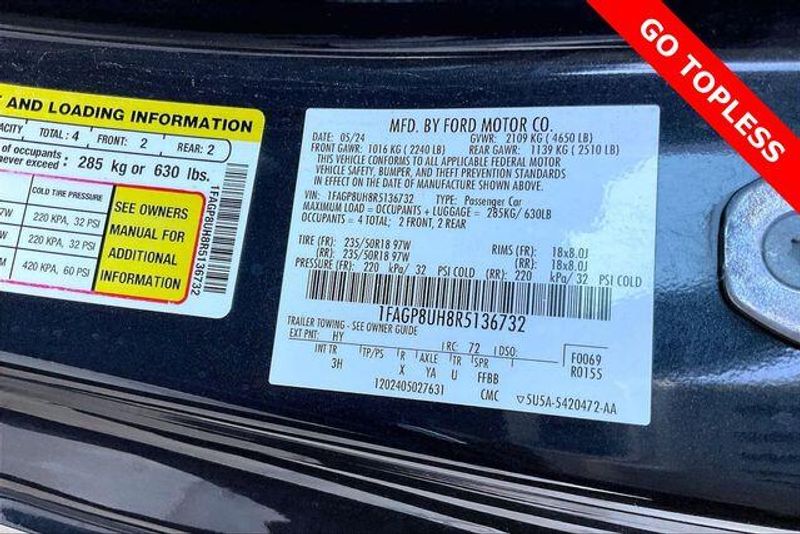 GO TOPLESS
AND LOADING INFORMATION
TOTAL: 4 FRONT: 2 REAR: 2
of occupants:
never exceed: 285 kg or 630 lbs.
COLD TIRE PRESSURE
220 KPA, 32 PSI
220 KPA, 32 PSI
420 KPA, 60 PSI
SEE OWNERS
MANUAL FOR
ADDITIONAL
INFORMATION
1FAGP8UH8R5136732
MFD. BY FORD MOTOR CO.
DATE: 05/24 GVWR: 2109 KG ( 4650 LB)
FRONT GAWR: 1016 KG ( 2240 LB) REAR GAWR: 1139 KG ( 2510 LB)
THIS VEHICLE CONFORMS TO ALL APPLICABLE FEDERAL MOTOR
VEHICLE SAFETY, BUMPER, AND THEFT PREVENTION STANDARDS
IN EFFECT ON THE DATE OF MANUFACTURE SHOWN ABOVE.
VIN: 1FAGP8UH8R5136732 TYPE: Passenger Car
MAXIMUM LOAD = OCCUPANTS + LUGGAGE = 285KG/ 630LB
OCCUPANTS = 4 TOTAL; 2 FRONT, 2 REAR
TIRE (FR): 235/50R18 97W RIMS (FR): 18x8.0J
(RR): 235/50R18 97W (RR): 18x8.0J
PRESSURE (FR): 220 kPa/ 32 PSI COLD (RR): 220 kPa/ 32 PSI COLD
1FAGP8UH8R5136732
TRAILER TOWING - SEE OWNER GUIDE
EXT PNT: HY RC: 72 DSO: F0069
INT TR TP/PS R AXLE TR SPR R0155
3H X YA U FFBB
1202405027631 CMC 5U5A-5420472-AA